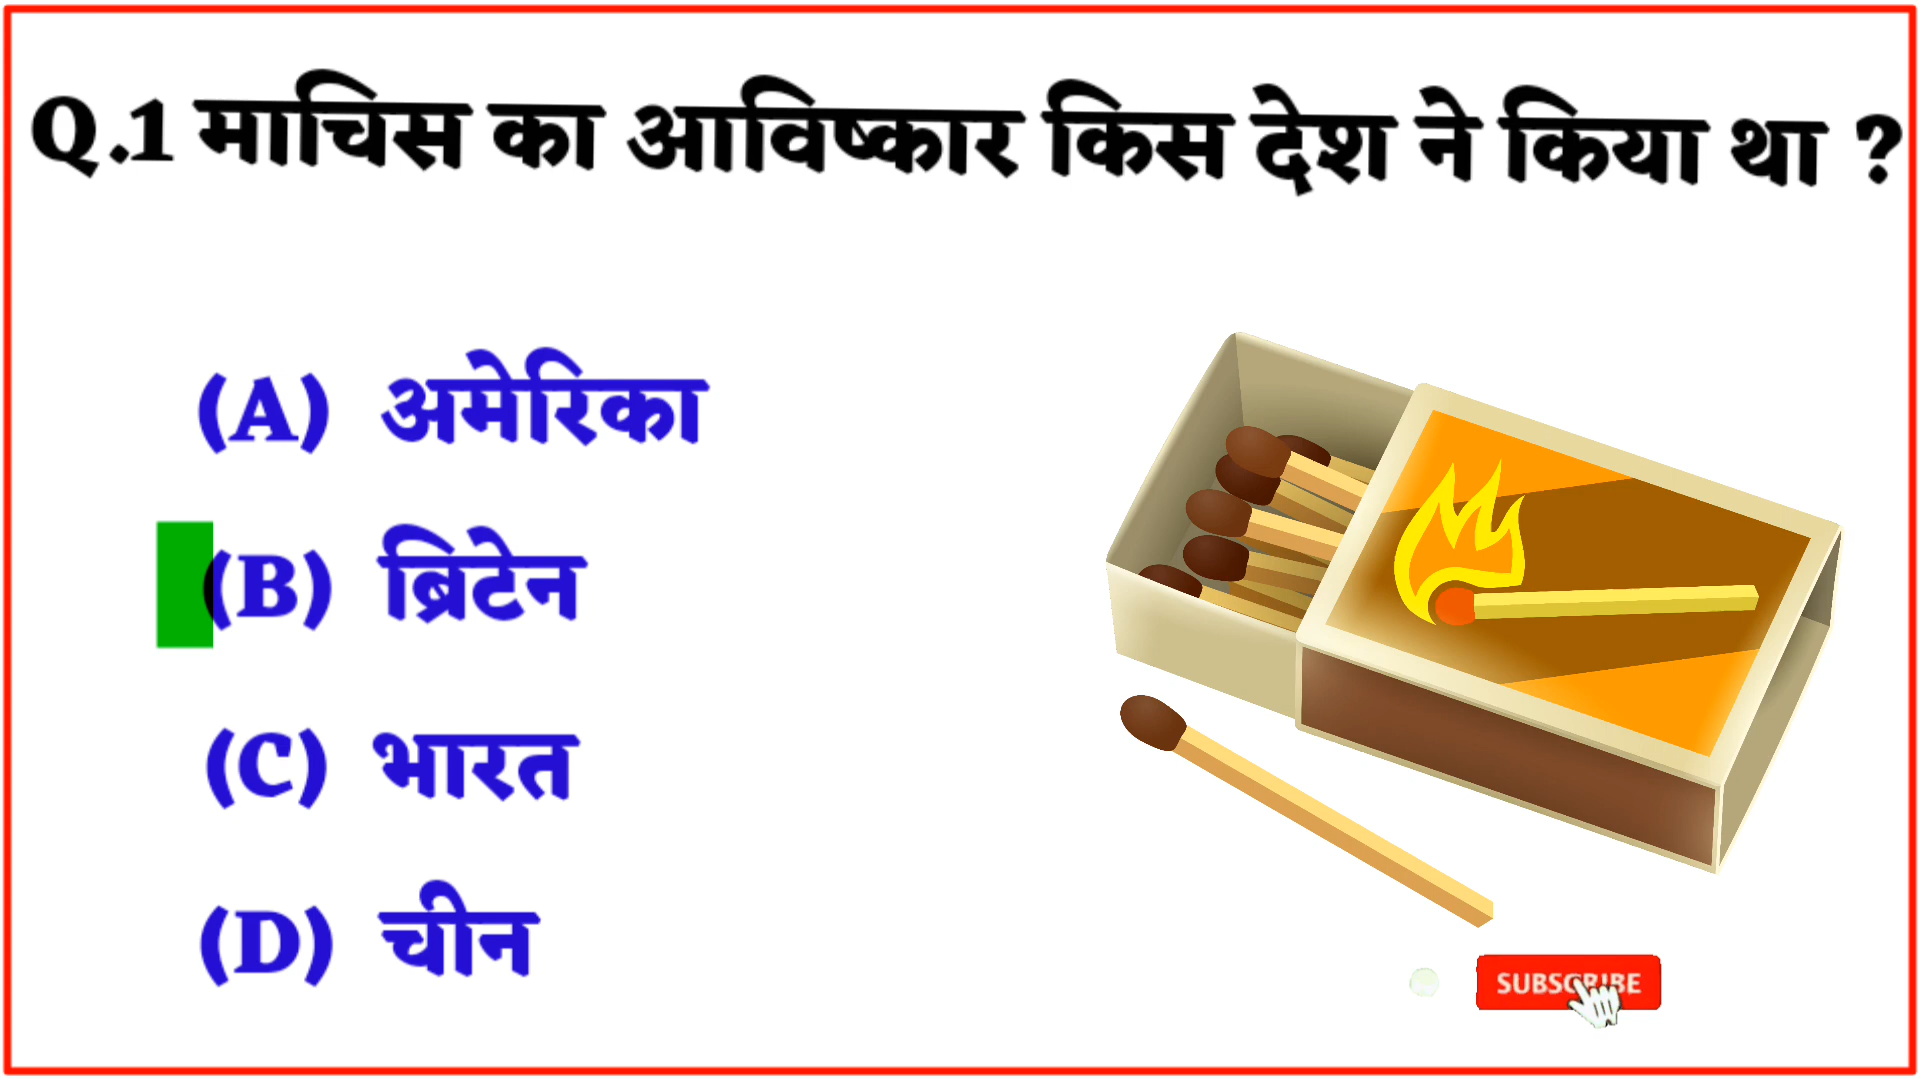 Q.1 माचिस का आविष्कार किस देश ने किया था ?
(A) अमेरिका
(B) ब्रिटेन
(C) भारत
(D) चीन
SUBSCRIBE